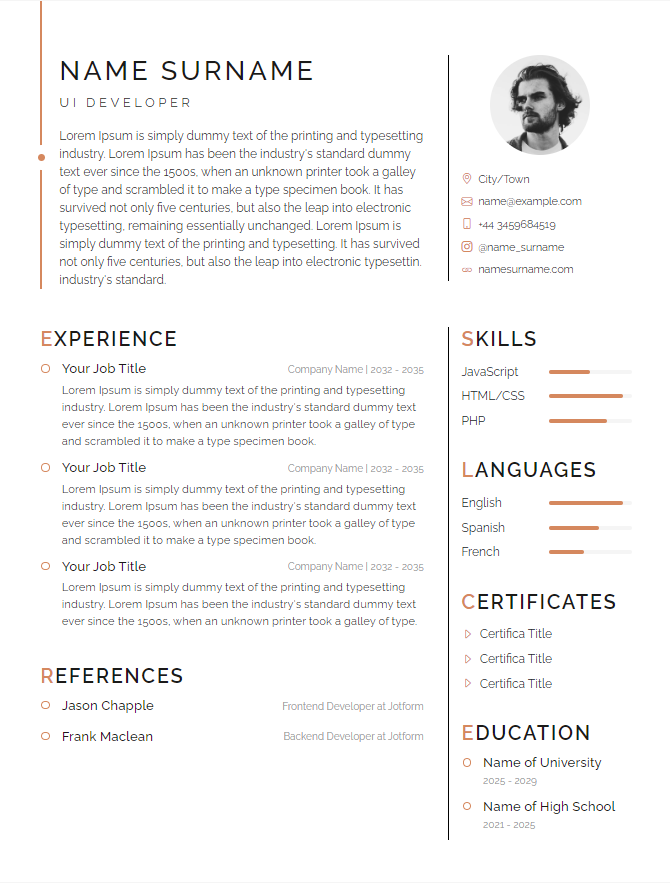 NAME SURNAME
UI DEVELOPER
Lorem Ipsum is simply dummy text of the printing and typesetting
industry. Lorem Ipsum has been the industry's standard dummy
text ever since the 1500s, when an unknown printer took a galley
of type and scrambled it to make a type specimen book. It has
survived not only five centuries, but also the leap into electronic
typesetting, remaining essentially unchanged. Lorem Ipsum is
simply dummy text of the printing and typesetting. It has survived
not only five centuries, but also the leap into electronic typesettin.
industry's standard.
City/Town
name@example.com
+44 3459684519
@name_surname
namesurname.com
EXPERIENCE
Your Job Title
Company Name | 2032 - 2035
Lorem Ipsum is simply dummy text of the printing and typesetting
industry. Lorem Ipsum has been the industry's standard dummy text
ever since the 1500s, when an unknown printer took a galley of type
and scrambled it to make a type specimen book.
Your Job Title
Company Name | 2032 - 2035
Lorem Ipsum is simply dummy text of the printing and typesetting
industry. Lorem Ipsum has been the industry's standard dummy text
ever since the 1500s, when an unknown printer took a galley of type
and scrambled it to make a type specimen book.
Your Job Title
Company Name | 2032 - 2035
Lorem Ipsum is simply dummy text of the printing and typesetting
industry. Lorem Ipsum has been the industry's standard dummy text
ever since the 1500s, when an unknown printer took a galley of type.
REFERENCES
Jason Chapple
Frontend Developer at Jotform
Frank Maclean
Backend Developer at Jotform
SKILLS
JavaScript
HTML/CSS
PHP
LANGUAGES
English
Spanish
French
CERTIFICATES
Certifica Title
Certifica Title
Certifica Title
EDUCATION
Name of University
2025 - 2029
Name of High School
2021 - 2025